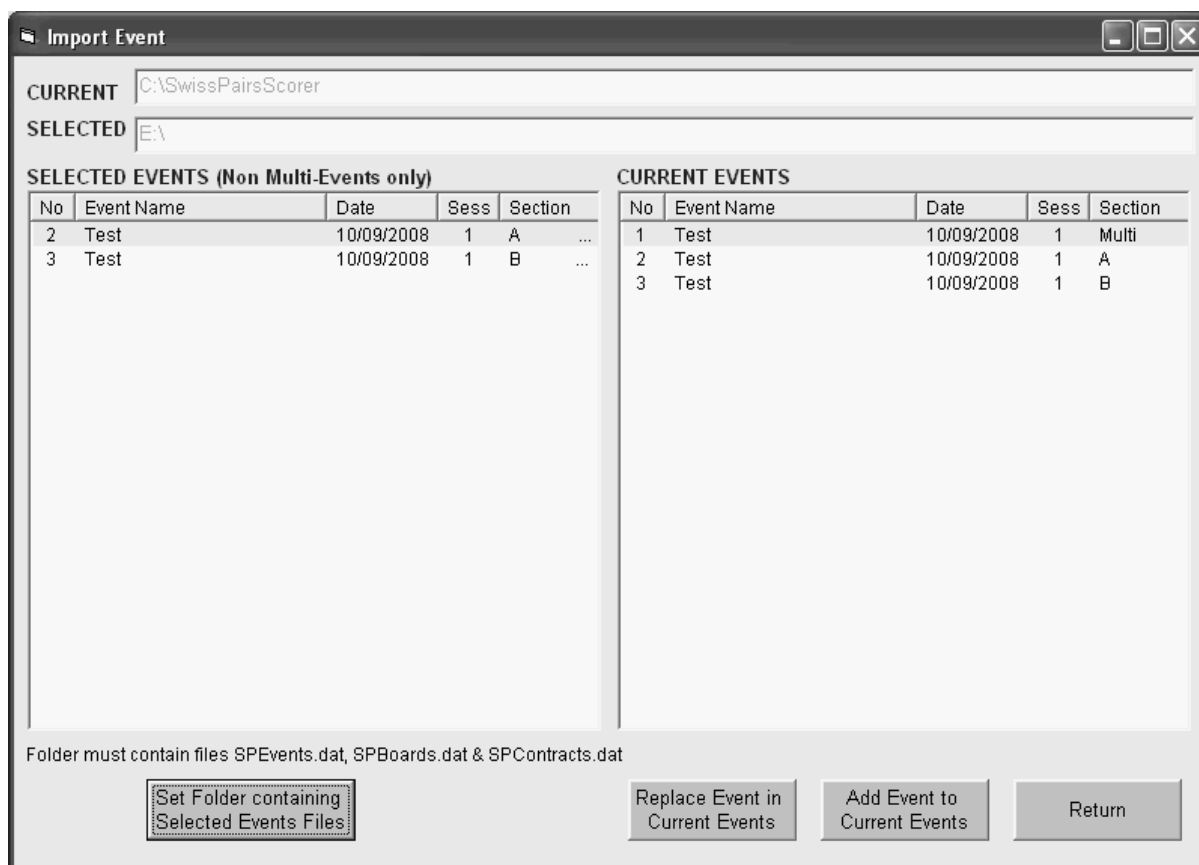 Import Event
CURRENT C:\SwissPairsScorer
SELECTED E:\
SELECTED EVENTS (Non Multi-Events only)
No Event Name Date Sess Section
2 Test 10/09/2008 1 A ...
3 Test 10/09/2008 1 B ...
CURRENT EVENTS
No Event Name Date Sess Section
1 Test 10/09/2008 1 Multi
2 Test 10/09/2008 1 A
3 Test 10/09/2008 1 B
Folder must contain files SPEvents.dat, SPBoards.dat & SPContracts.dat
Set Folder containing
Selected Events Files
Replace Event in
Current Events
Add Event to
Current Events
Return